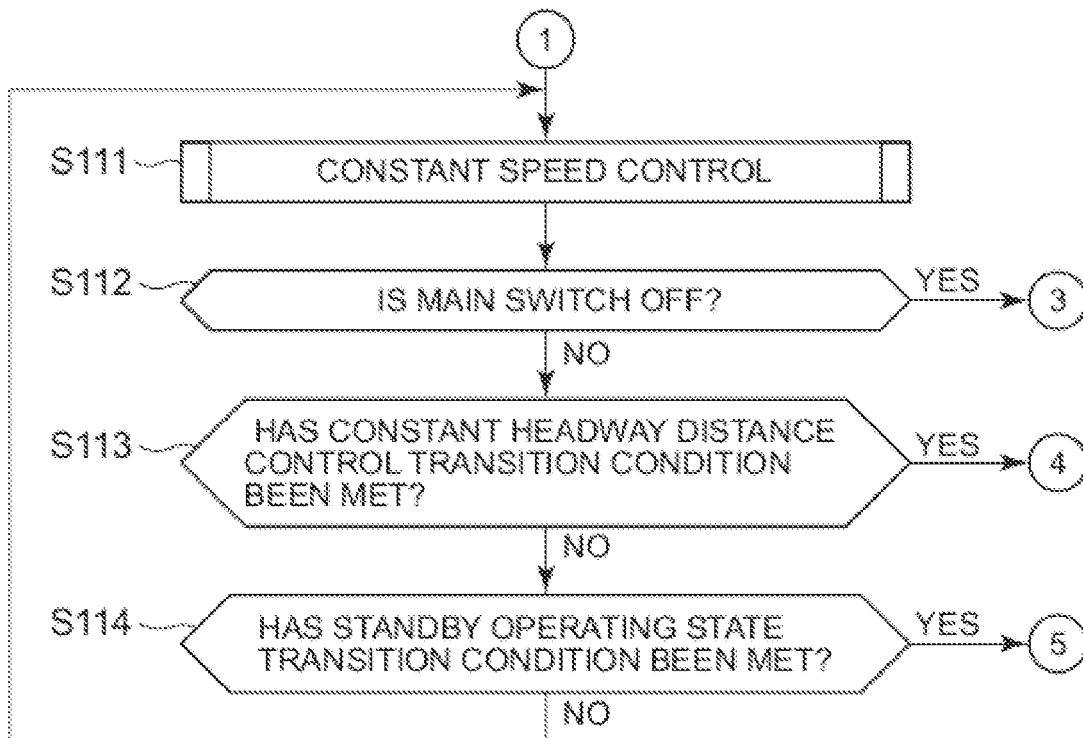 1
S111
CONSTANT SPEED CONTROL
S112
IS MAIN SWITCH OFF?
YES
3
NO
S113
HAS CONSTANT HEADWAY DISTANCE
CONTROL TRANSITION CONDITION
BEEN MET?
YES
4
NO
S114
HAS STANDBY OPERATING STATE
TRANSITION CONDITION BEEN MET?
YES
5
NO